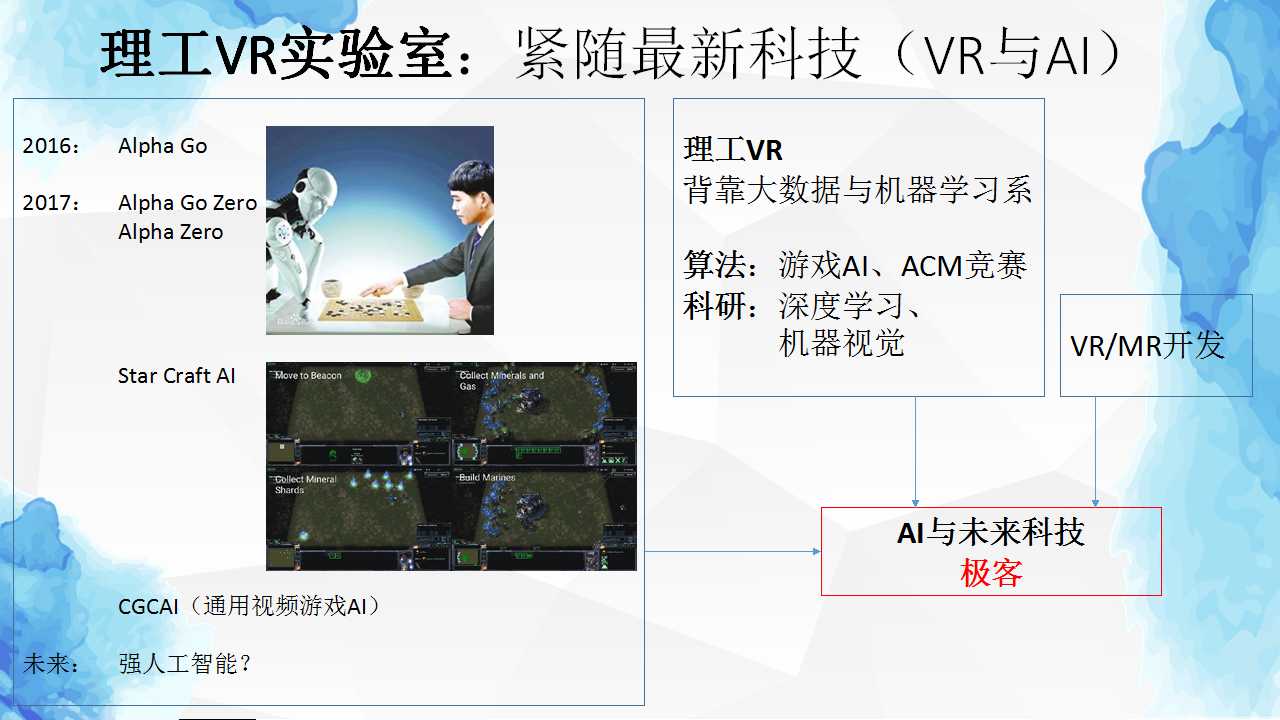 理工VR实验室：紧随最新科技（VR与AI）
2016： Alpha Go
2017： Alpha Go Zero
Alpha Zero
Star Craft AI
Move to Beacon
Collect Minerals and
Gas
Collect Mineral
Shards
Build Marines
CGCAI（通用视频游戏AI）
未来： 强人工智能？
理工VR
背靠大数据与机器学习系
算法：游戏AI、ACM竞赛
科研：深度学习、
机器视觉
VR/MR开发
AI与未来科技
极客